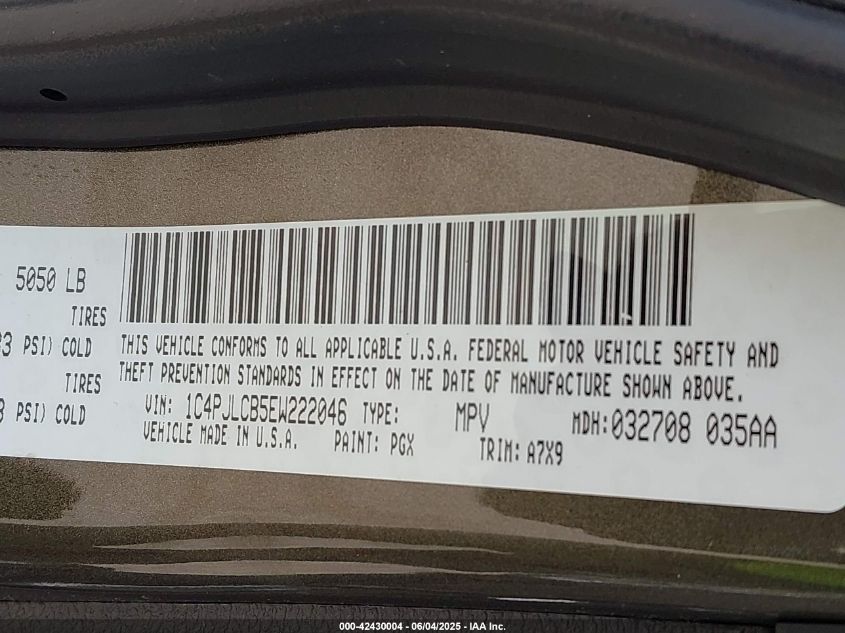 5050 LB
TIRES
PSI) COLD
TIRES
PSI) COLD
THIS VEHICLE CONFORMS TO ALL APPLICABLE U.S.A. FEDERAL MOTOR VEHICLE SAFETY AND
THEFT PREVENTION STANDARDS IN EFFECT ON THE DATE OF MANUFACTURE SHOWN ABOVE.
VIN: 1C4PJLCB5EW222046 TYPE: MPV MDH:032708 035AA
VEHICLE MADE IN U.S.A. PAINT: PGX TRIM: A7X9
000-42430004 - 06/04/2025 - IAA Inc.